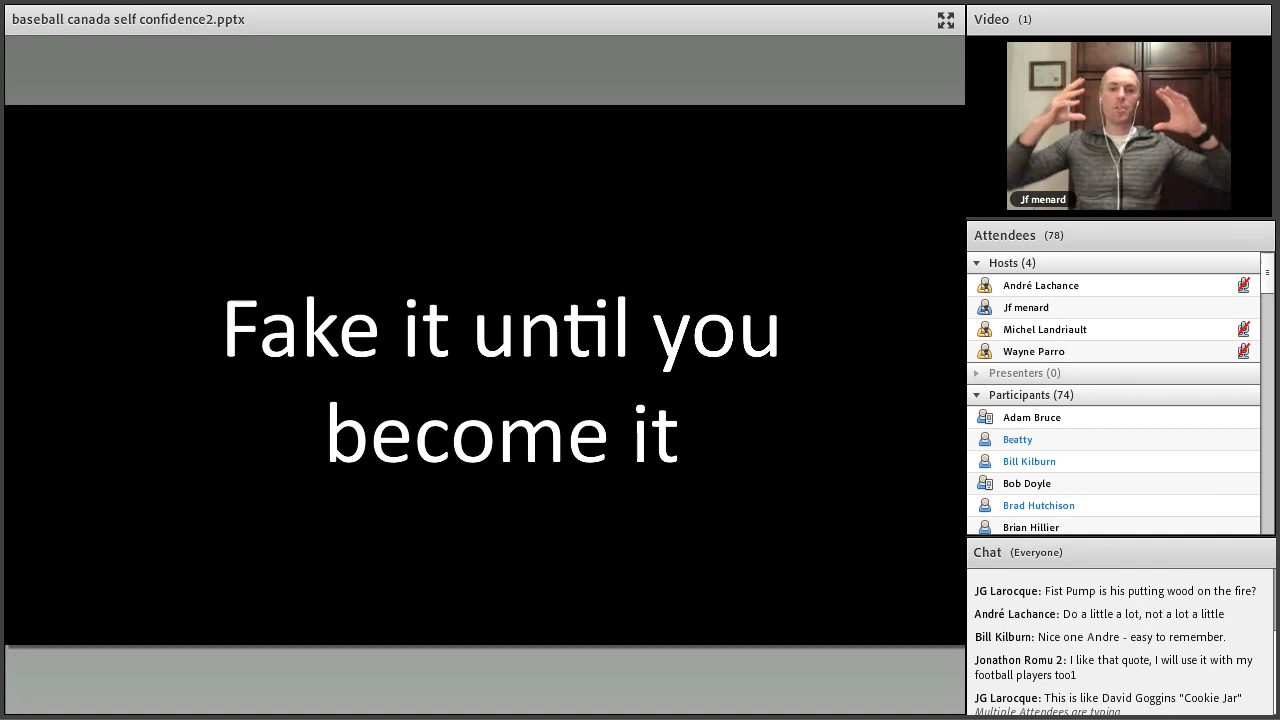 baseball canada self confidence2.pptx
Fake it until you
become it
Video (1)
Jf menard
Attendees (78)
Hosts (4)
André Lachance
Jf menard
Michel Landriault
Wayne Parro
Presenters (0)
Participants (74)
Adam Bruce
Beatty
Bill Kilburn
Bob Doyle
Brad Hutchison
Brian Hillier
Chat (Everyone)
JG Larocque: Fist Pump is his putting wood on the fire?
André Lachance: Do a little a lot, not a lot a little
Bill Kilburn: Nice one Andre - easy to remember.
Jonathon Romu 2: I like that quote, I will use it with my
football players too1
JG Larocque: This is like David Goggins "Cookie Jar"
Multiple Attendees are typing